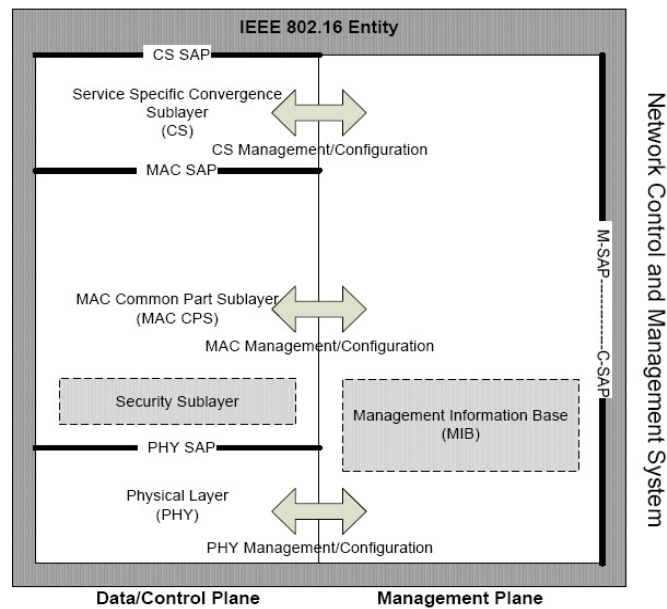 IEEE 802.16 Entity
CS SAP
Service Specific Convergence
Sublayer
(CS)
CS Management/Configuration
MAC SAP
MAC Common Part Sublayer
(MAC CPS)
MAC Management/Configuration
Security Sublayer
Management Information Base
(MIB)
PHY SAP
Physical Layer
(PHY)
PHY Management/Configuration
M-SAP-------------C-SAP
Network Control and Management System
Data/Control Plane
Management Plane